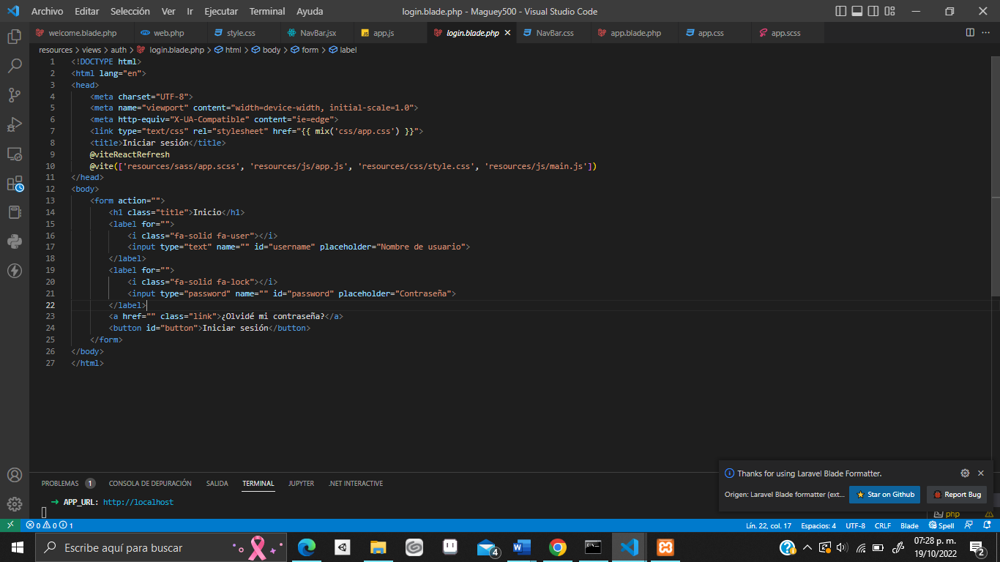 Archivo Editar Selección Ver Ir Ejecutar Terminal Ayuda login.blade.php - Maguey500 - Visual Studio Code
welcome.blade.php web.php style.css NavBar.jsx app.js login.blade.php NavBar.css app.blade.php app.css app.scss
resources > views > auth > login.blade.php > html > body > form > label
1 <!DOCTYPE html>
2 <html lang="en">
3 <head>
4 <meta charset="UTF-8">
5 <meta name="viewport" content="width=device-width, initial-scale=1.0">
6 <meta http-equiv="X-UA-Compatible" content="ie=edge">
7 <link type="text/css" rel="stylesheet" href="{{ mix('css/app.css') }}">
8 <title>Iniciar sesión</title>
9 @viteReactRefresh
10 @vite(['resources/sass/app.scss', 'resources/js/app.js', 'resources/css/style.css', 'resources/js/main.js'])
11 </head>
12 <body>
13 <form action="">
14 <h1 class="title">Inicio</h1>
15 <label for="">
16 <i class="fa-solid fa-user"></i>
17 <input type="text" name="" id="username" placeholder="Nombre de usuario">
18 </label>
19 <label for="">
20 <i class="fa-solid fa-lock"></i>
21 <input type="password" name="" id="password" placeholder="Contraseña">
22 </label>
23 <a href="" class="link">¿Olvidé mi contraseña?</a>
24 <button id="button">Iniciar sesión</button>
25 </form>
26 </body>
27 </html>
Thanks for using Laravel Blade Formatter.
Origen: Laravel Blade formatter (ext... Star on Github Report Bug
PROBLEMAS 1 CONSOLA DE DEPURACIÓN SALIDA TERMINAL JUPYTER .NET INTERACTIVE
→ APP_URL: http://localhost
php
0 0 1 Lín. 22, col. 17 Espacios: 4 UTF-8 CRLF Blade Spell
Escribe aquí para buscar 4 07:28 p. m.
19/10/2022 2